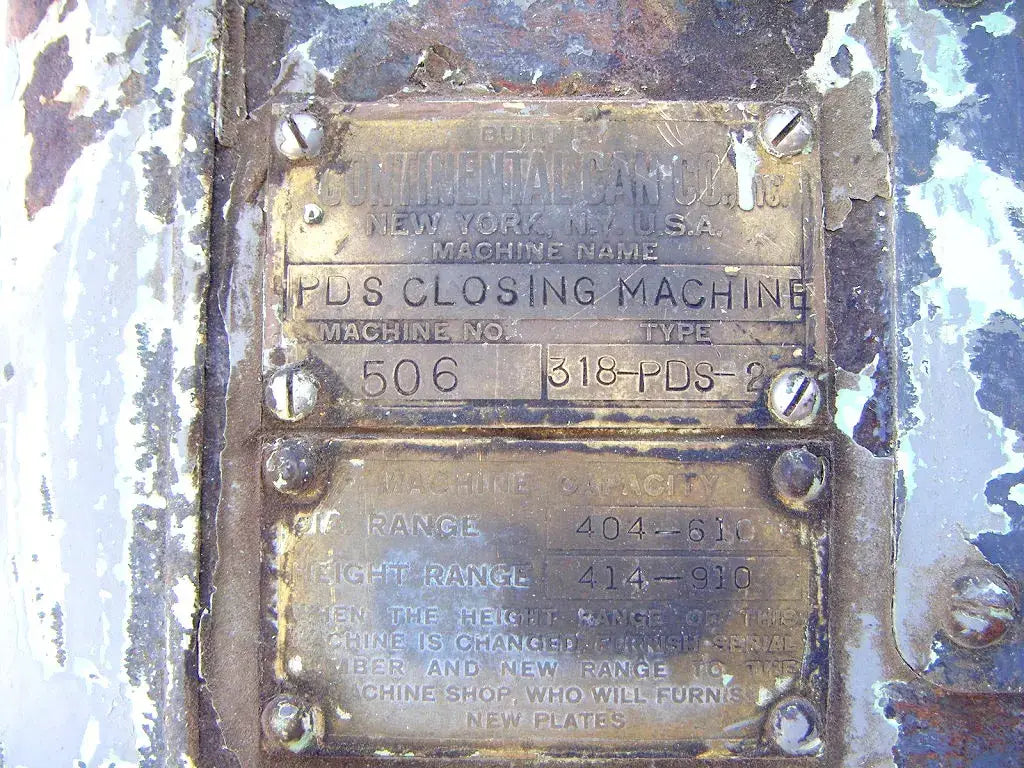 BUILT BY
CONTINENTAL CAN CO., INC.
NEW YORK, N.Y. U.S.A.
MACHINE NAME
PDS CLOSING MACHINE
MACHINE NO. TYPE
506 318-PDS-2
MACHINE CAPACITY
DIA. RANGE 404-610
HEIGHT RANGE 414-910
WHEN THE HEIGHT RANGE OF THIS
MACHINE IS CHANGED, FURNISH SERIAL
NUMBER AND NEW RANGE TO THE
MACHINE SHOP, WHO WILL FURNISH
NEW PLATES